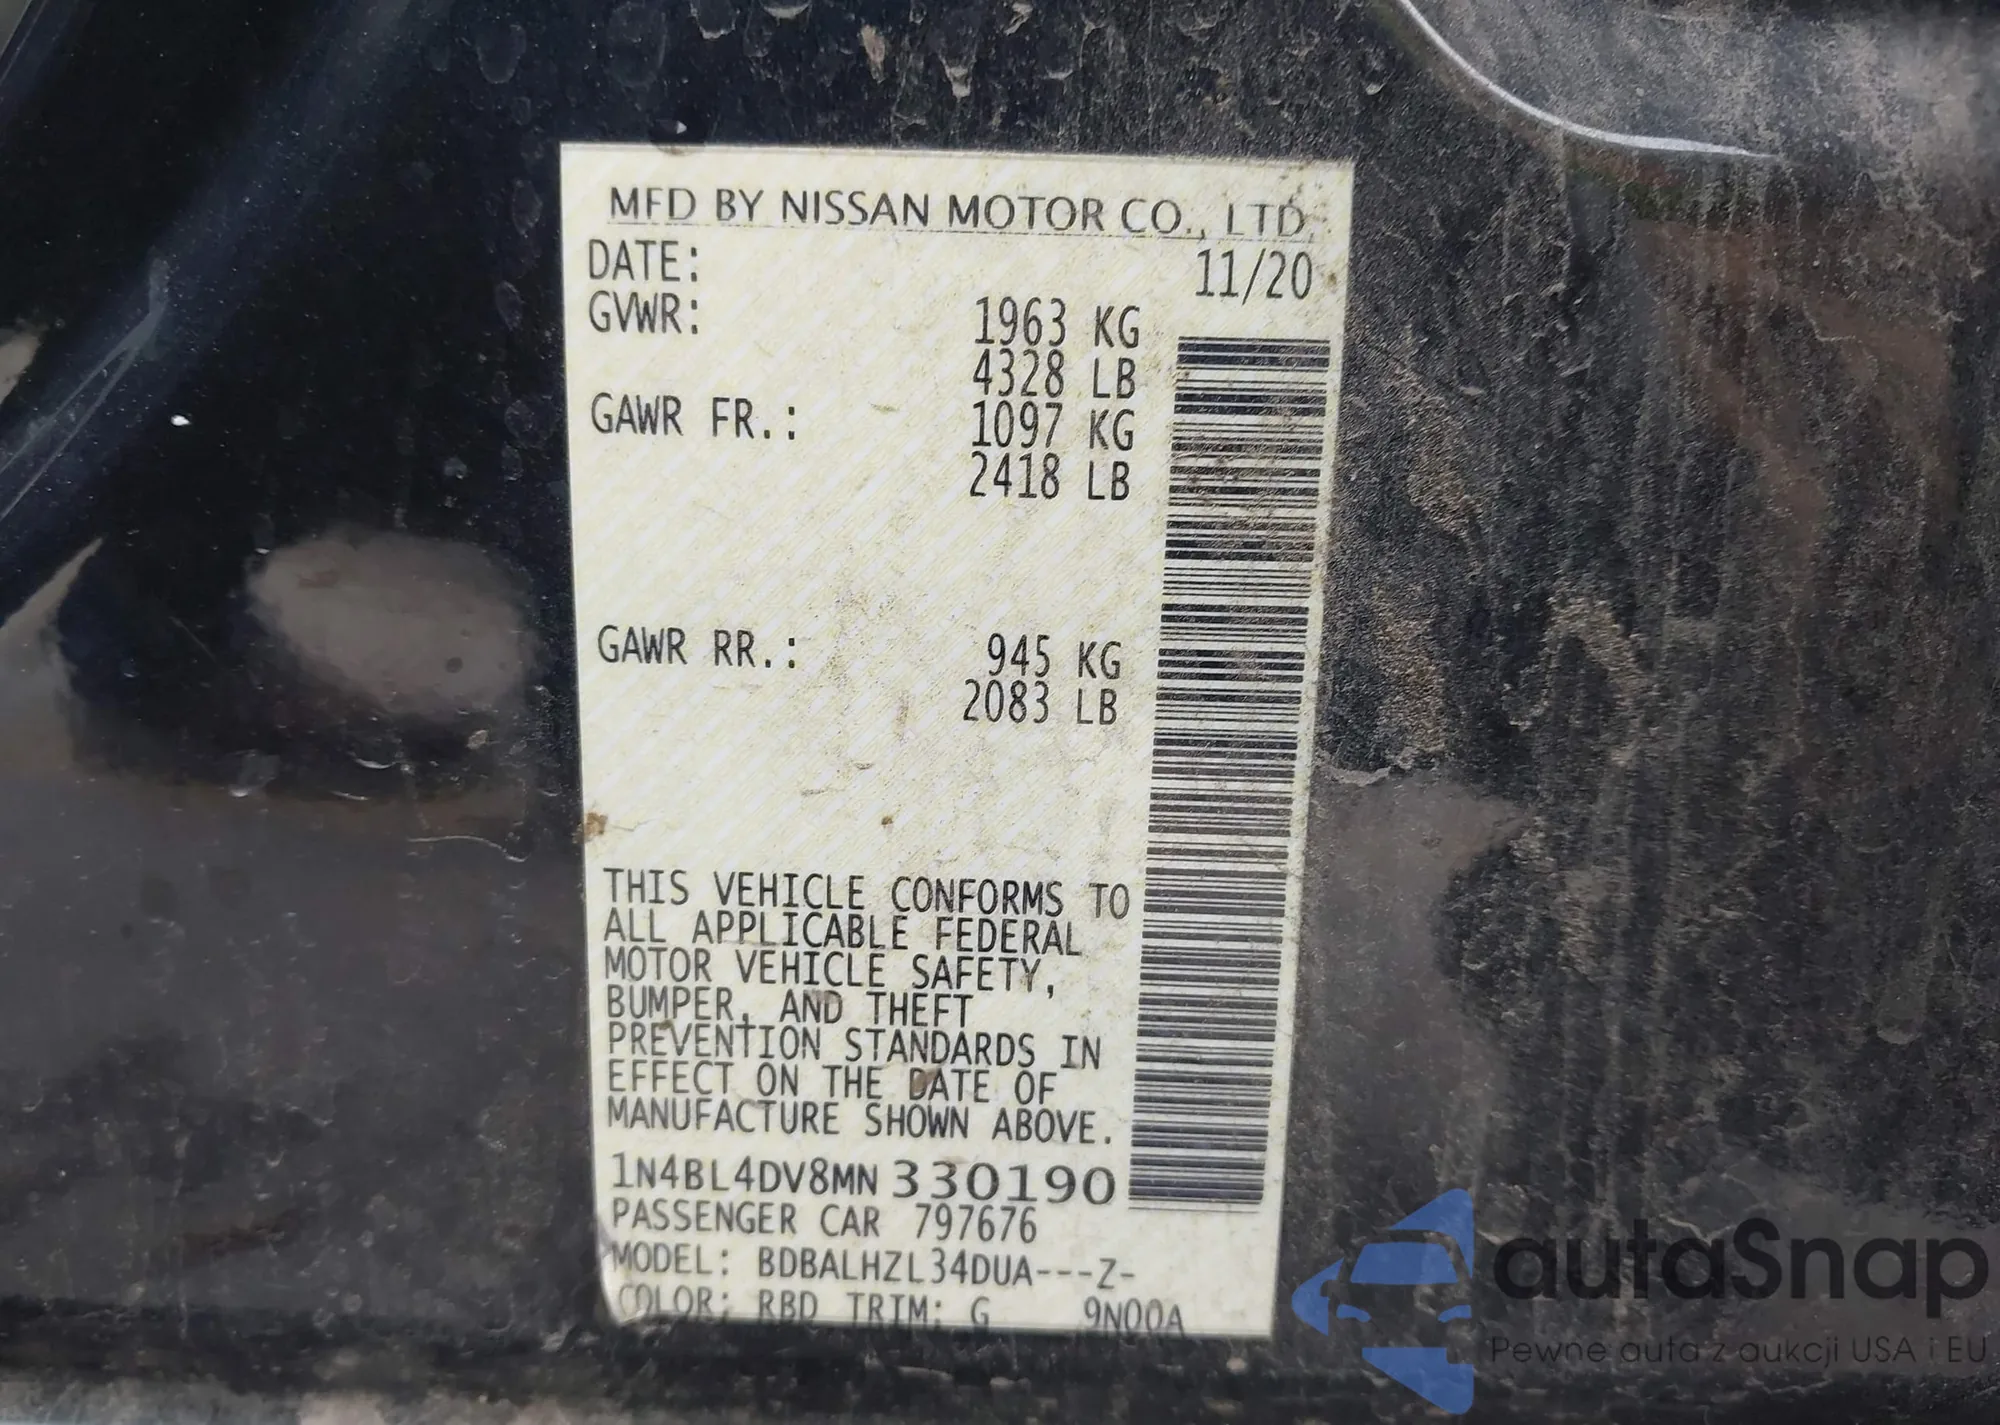 MFD BY NISSAN MOTOR CO., LTD.
DATE: 11/20
GVWR: 1963 KG
4328 LB
GAWR FR.: 1097 KG
2418 LB
GAWR RR.: 945 KG
2083 LB
THIS VEHICLE CONFORMS TO
ALL APPLICABLE FEDERAL
MOTOR VEHICLE SAFETY,
BUMPER, AND THEFT
PREVENTION STANDARDS IN
EFFECT ON THE DATE OF
MANUFACTURE SHOWN ABOVE.
1N4BL4DV8MN330190
PASSENGER CAR 797676
MODEL: BDBALHZL34DUA---Z-
COLOR: RBD TRIM: G 9N00A
autaSnap
Pewne auta z aukcji USA i EU